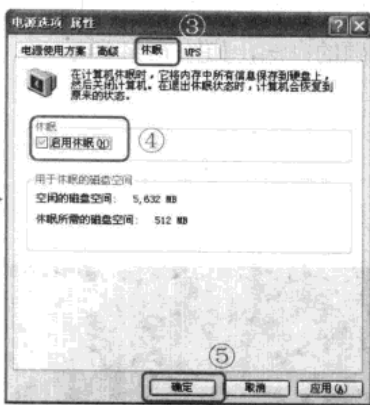 电源选项 属性
③
电源使用方案 高级 休眠 UPS
在计算机休眠时，它将内存中所有信息保存到硬盘上，
然后关闭计算机。在退出休眠状态时，计算机会恢复到
原来的状态。
休眠
启用休眠(H)
④
用于休眠的磁盘空间
空闲的磁盘空间： 5,632 MB
休眠所需的磁盘空间： 512 MB
⑤
确定 取消 应用(A)